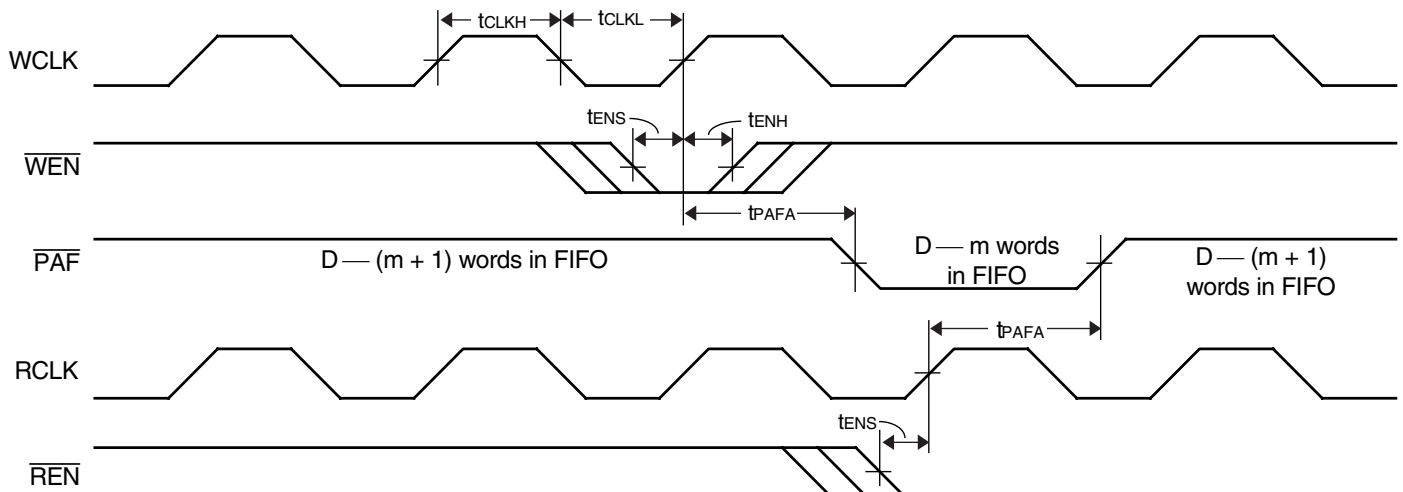 tCLKH
tCLKL
WCLK
tENS
tENH
WEN
tPAFA
PAF
D — (m + 1) words in FIFO
D — m words
in FIFO
D — (m + 1)
words in FIFO
tPAFA
RCLK
tENS
REN